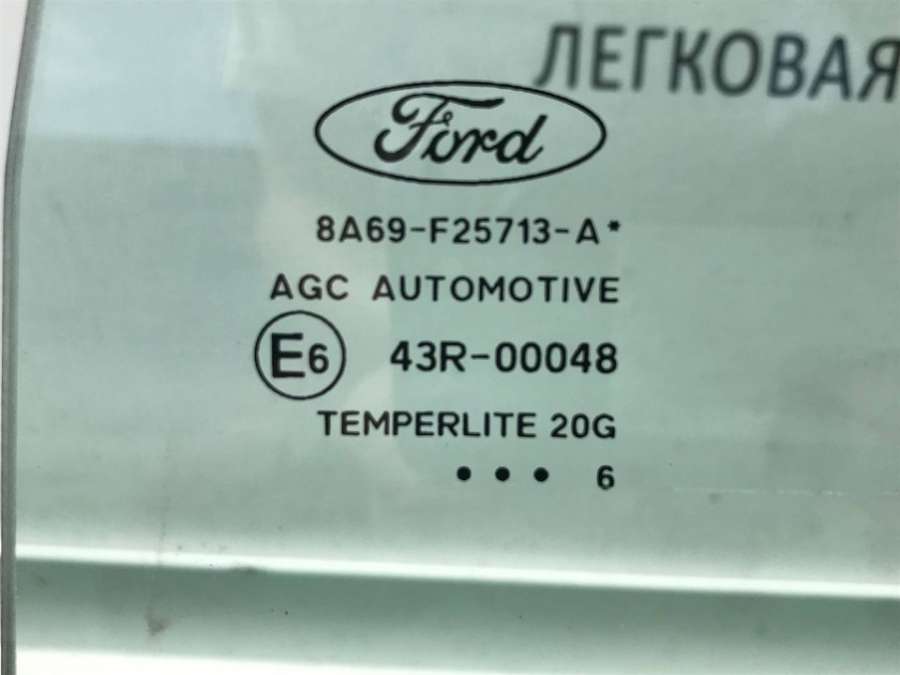 ЛЕГКОВАЯ
Ford
8A69-F25713-A*
AGC AUTOMOTIVE
E6 43R-00048
TEMPERLITE 20G
••• 6